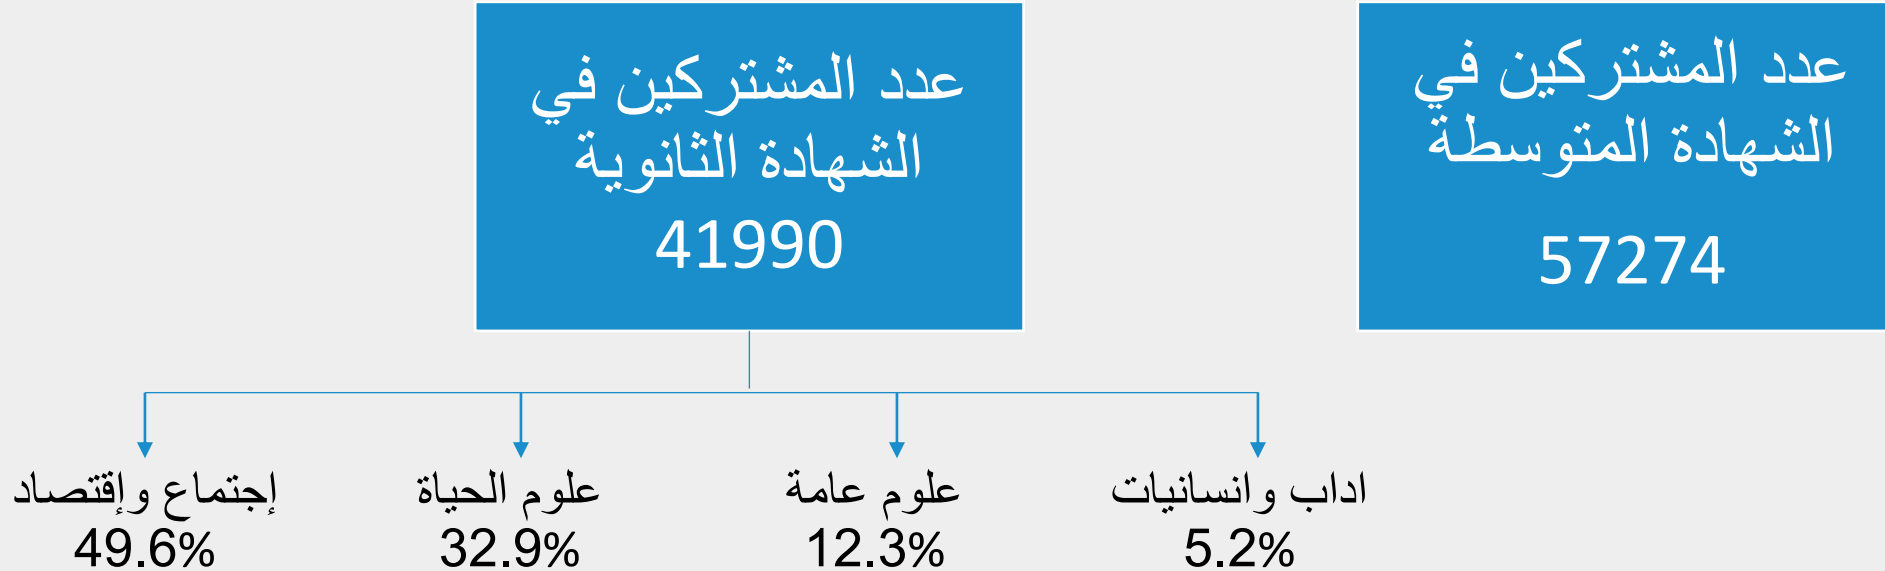 عدد المشتركين في
الشهادة المتوسطة
57274
عدد المشتركين في
الشهادة الثانوية
41990
اداب وانسانيات
5.2%
علوم عامة
12.3%
علوم الحياة
32.9%
إجتماع وإقتصاد
49.6%